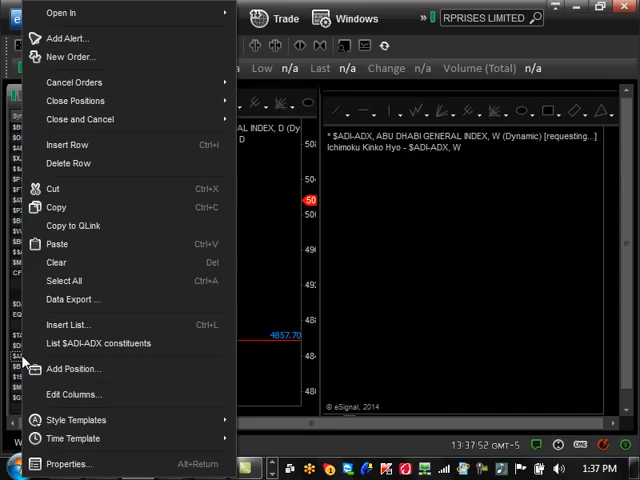 Open In
Trade
Windows
»
RPRISES LIMITED
Add Alert...
New Order...
Low n/a Last n/a Change n/a Volume (Total) n/a
Cancel Orders
Close Positions
Close and Cancel
INDEX, D (Dy
D
* $ADI-ADX, ABU DHABI GENERAL INDEX, W (Dynamic) [requesting...]
Ichimoku Kinko Hyo - $ADI-ADX, W
Insert Row Ctrl+I
Delete Row
Cut Ctrl+X
Copy Ctrl+C
Copy to QLink
Paste Ctrl+V
Clear Del
Select All Ctrl+A
Data Export ...
Insert List... Ctrl+L
List $ADI-ADX constituents
4857.70
Add Position...
Edit Columns...
Style Templates
Time Template
Properties... Alt+Return
© eSignal, 2014
13:37:52 GMT-5
1:37 PM